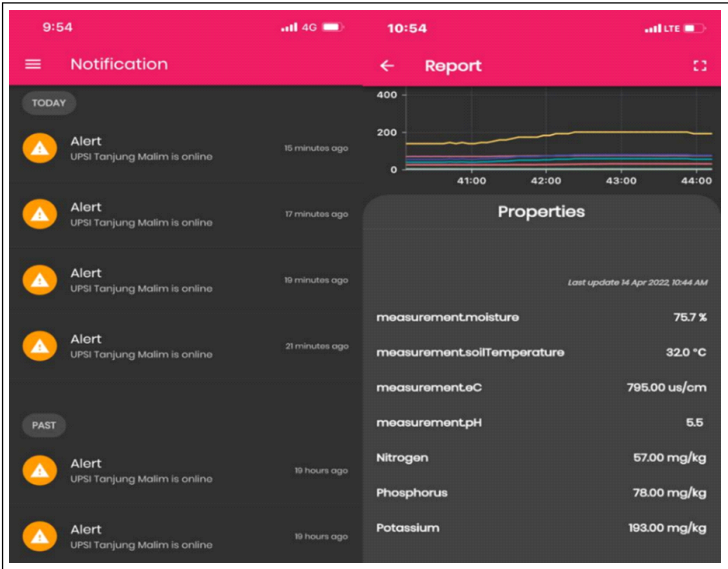 9:54
4G
Notification
TODAY
Alert
UPSI Tanjung Malim is online
15 minutes ago
Alert
UPSI Tanjung Malim is online
17 minutes ago
Alert
UPSI Tanjung Malim is online
19 minutes ago
Alert
UPSI Tanjung Malim is online
21 minutes ago
PAST
Alert
UPSI Tanjung Malim is online
19 hours ago
Alert
UPSI Tanjung Malim is online
19 hours ago
10:54
LTE
Report
400
200
0
41:00 42:00 43:00 44:00
Properties
Last update 14 Apr 2022, 10:44 AM
measurement.moisture 75.7 %
measurement.soilTemperature 32.0 °C
measurement.eC 795.00 us/cm
measurement.pH 5.5
Nitrogen 57.00 mg/kg
Phosphorus 78.00 mg/kg
Potassium 193.00 mg/kg